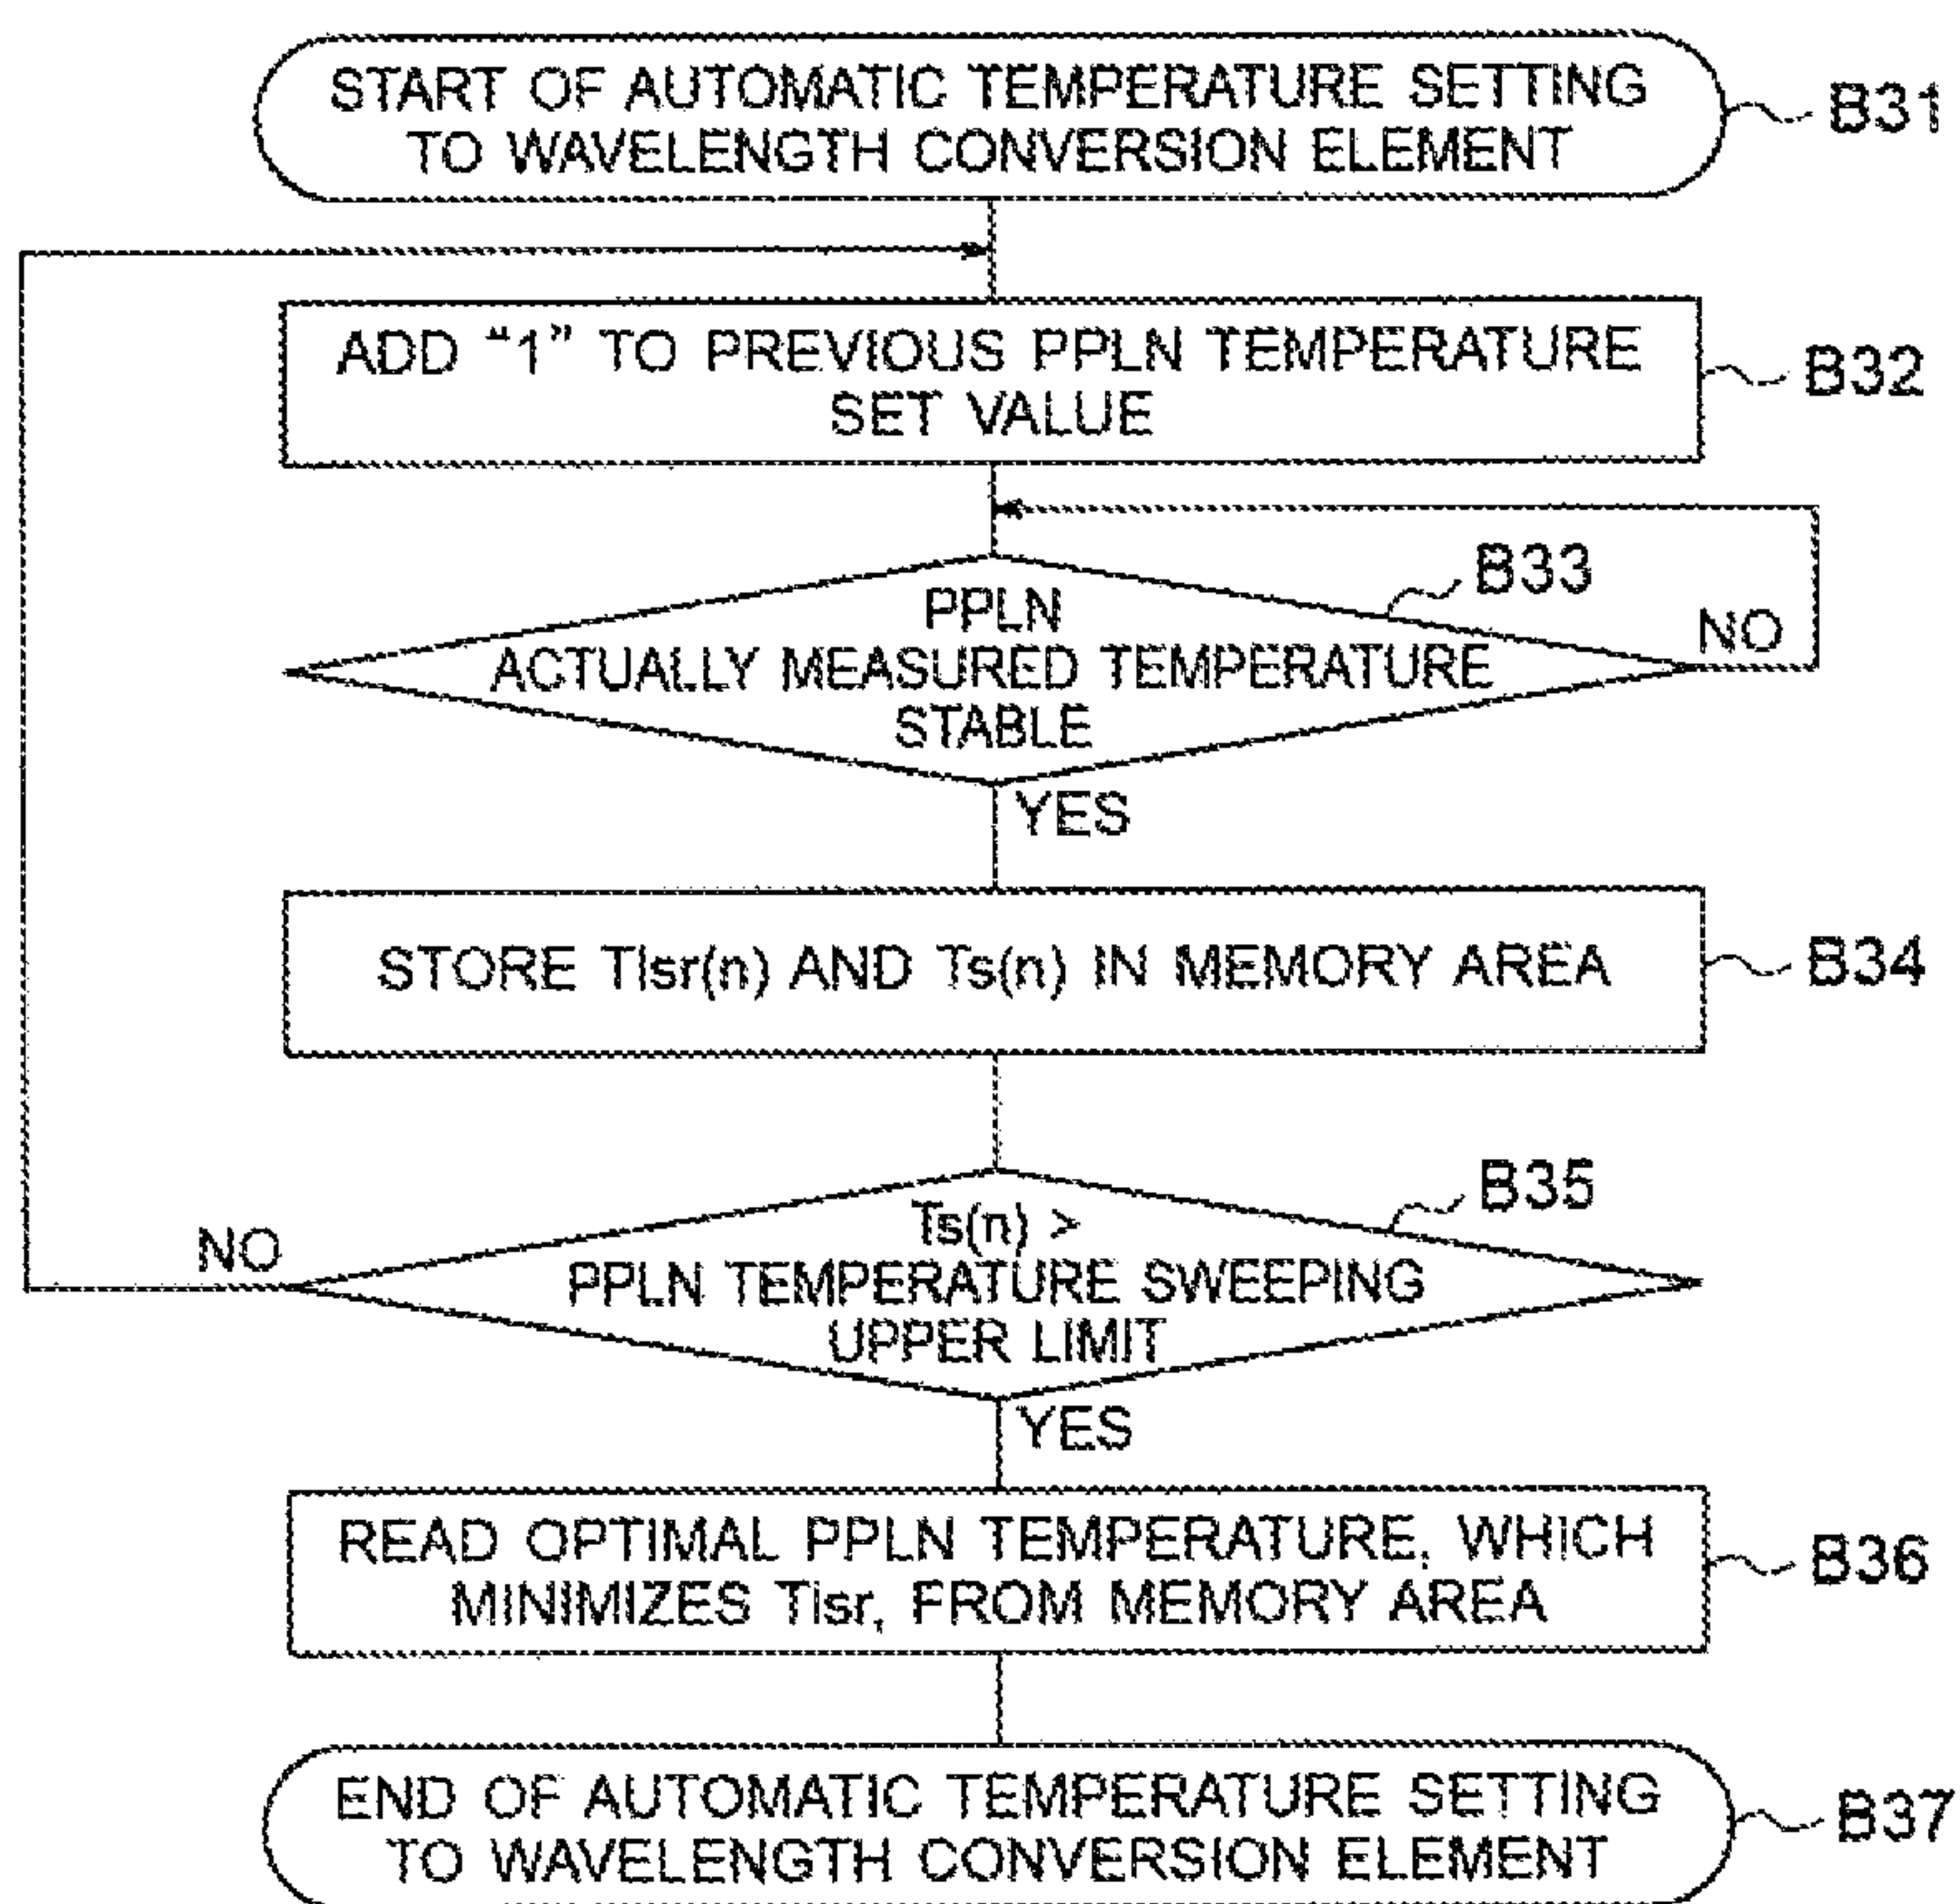 START OF AUTOMATIC TEMPERATURE SETTING
TO WAVELENGTH CONVERSION ELEMENT
B31
ADD “1” TO PREVIOUS PPLN TEMPERATURE
SET VALUE
B32
B33
PPLN
ACTUALLY MEASURED TEMPERATURE
STABLE
NO
YES
STORE Tlsr(n) AND Ts(n) IN MEMORY AREA
B34
B35
Ts(n) >
PPLN TEMPERATURE SWEEPING
UPPER LIMIT
NO
YES
READ OPTIMAL PPLN TEMPERATURE, WHICH
MINIMIZES Tlsr, FROM MEMORY AREA
B36
END OF AUTOMATIC TEMPERATURE SETTING
TO WAVELENGTH CONVERSION ELEMENT
B37